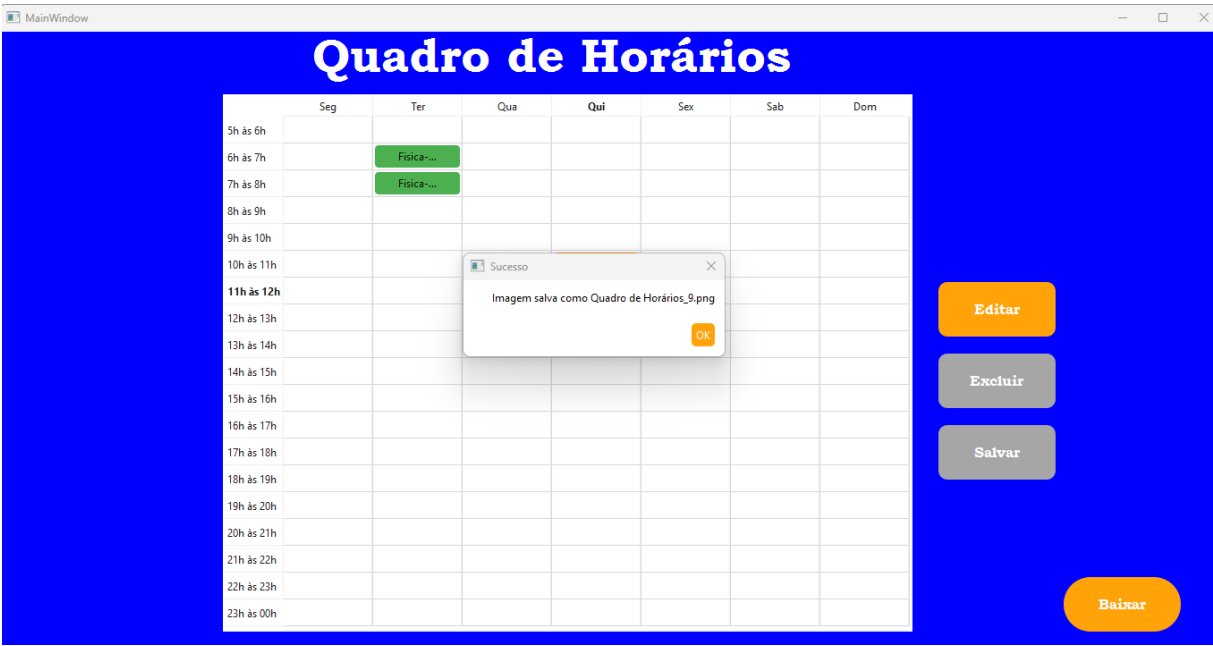 MainWindow
Quadro de Horários
Seg Ter Qua Qui Sex Sab Dom
5h às 6h
6h às 7h Fisica-...
7h às 8h Fisica-...
8h às 9h
9h às 10h
10h às 11h
Sucesso
11h às 12h
Imagem salva como Quadro de Horários_9.png
12h às 13h
OK
13h às 14h
14h às 15h
15h às 16h
16h às 17h
17h às 18h
18h às 19h
19h às 20h
20h às 21h
21h às 22h
22h às 23h
23h às 00h
Editar
Excluir
Salvar
Baixar